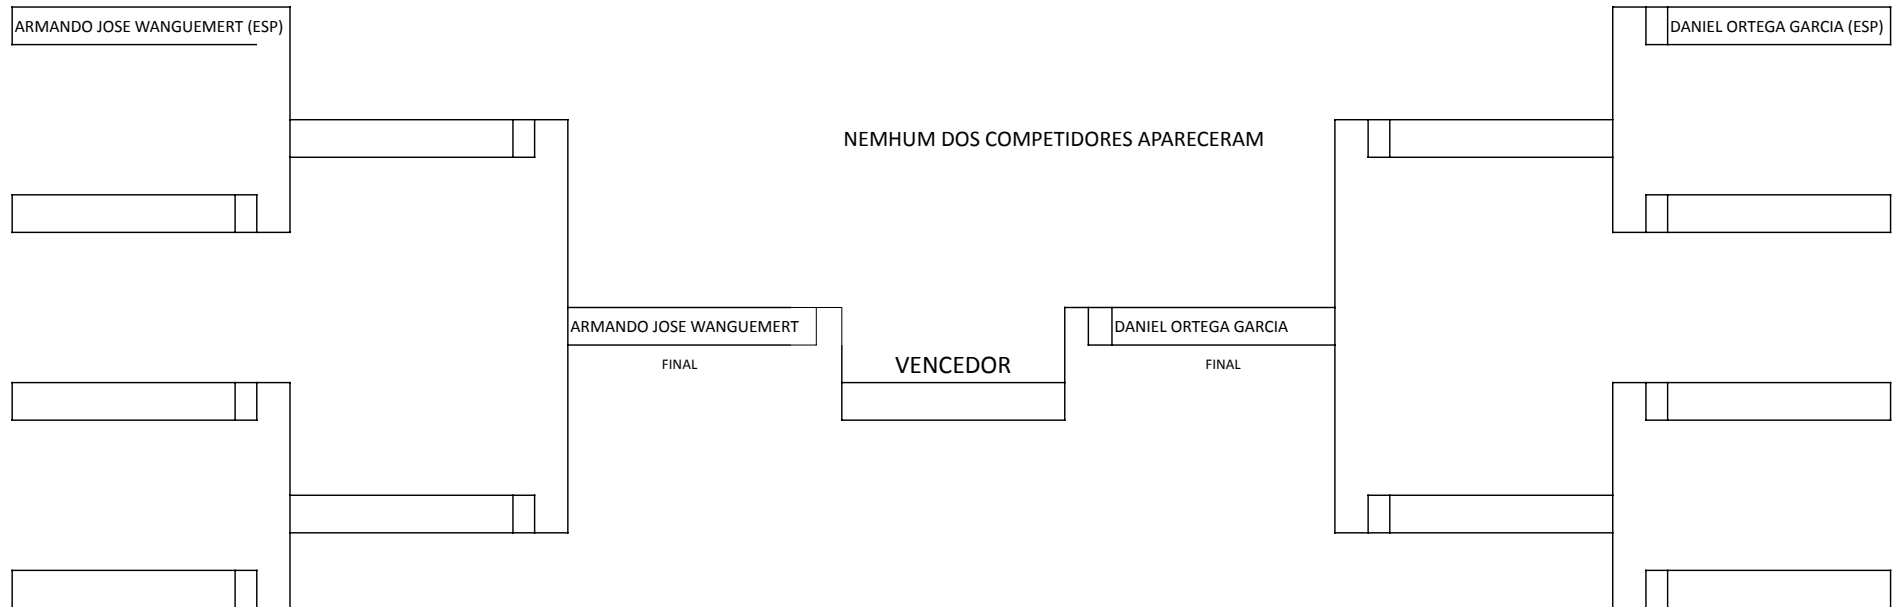 ARMANDO JOSE WANGUEMERT (ESP)
DANIEL ORTEGA GARCIA (ESP)
NEMHUM DOS COMPETIDORES APARECERAM
ARMANDO JOSE WANGUEMERT
DANIEL ORTEGA GARCIA
FINAL
VENCEDOR
FINAL